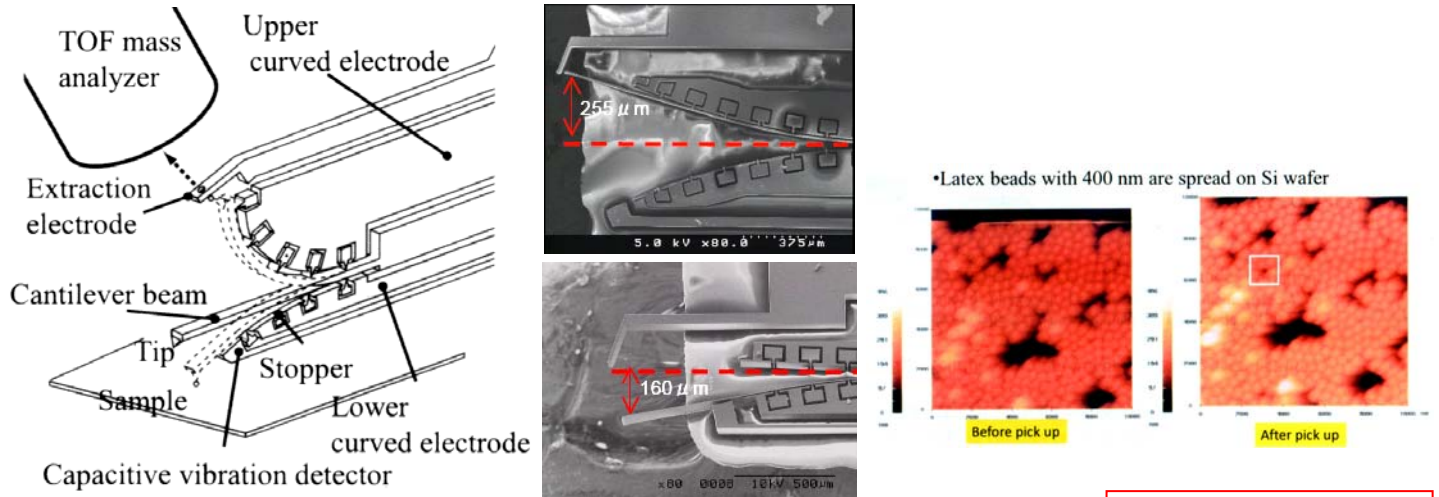 TOF mass
analyzer
Upper
curved electrode
Extraction
electrode
Cantilever beam
Tip
Sample
Stopper
Lower
curved electrode
Capacitive vibration detector
255 μm
5.0 kV x80.0 375μm
160 μm
x80 0008 10kV 500μm
•Latex beads with 400 nm are spread on Si wafer
Before pick up
After pick up